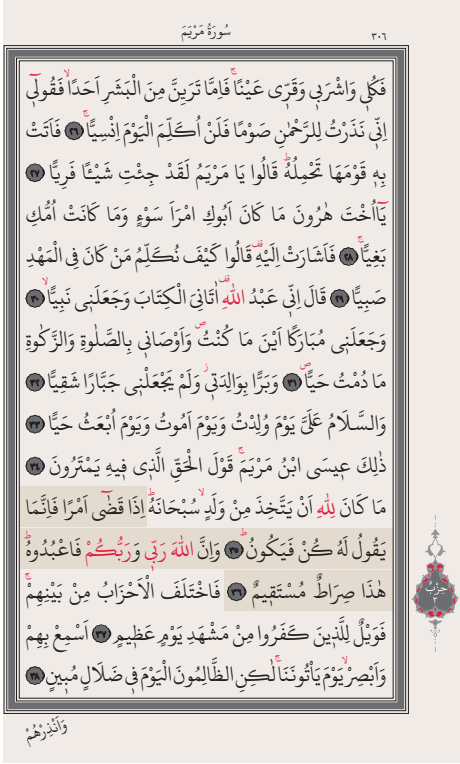 ٣٠٦ سُورَةُ مَرْيَمَ
فَكُلِي وَاشْرَبِي وَقَرِّي عَيْنًاۚ فَاِمَّا تَرَيِنَّ مِنَ الْبَشَرِ اَحَدًاۙ فَقُولِٓي
اِنِّي نَذَرْتُ لِلرَّحْمٰنِ صَوْمًا فَلَنْ اُكَلِّمَ الْيَوْمَ اِنْسِيًّاۚ ﴿٢٦﴾ فَاَتَتْ
بِهٖ قَوْمَهَا تَحْمِلُهُۜ قَالُوا يَا مَرْيَمُ لَقَدْ جِئْتِ شَيْـًٔا فَرِيًّا ﴿٢٧﴾
يَٓا اُخْتَ هٰرُونَ مَا كَانَ اَبُوكِ امْرَاَ سَوْءٍ وَمَا كَانَتْ اُمُّكِ
بَغِيًّاۚ ﴿٢٨﴾ فَاَشَارَتْ اِلَيْهِۜ قَالُوا كَيْفَ نُكَلِّمُ مَنْ كَانَ فِي الْمَهْدِ
صَبِيًّا ﴿٢٩﴾ قَالَ اِنِّي عَبْدُ اللّٰهِ اٰتَانِيَ الْكِتَابَ وَجَعَلَنِي نَبِيًّاۙ ﴿٣٠﴾
وَجَعَلَنِي مُبَارَكًا اَيْنَ مَا كُنْتُۖ وَاَوْصَانِي بِالصَّلٰوةِ وَالزَّكٰوةِ
مَا دُمْتُ حَيًّاۖ ﴿٣١﴾ وَبَرًّا بِوَالِدَتِي وَلَمْ يَجْعَلْنِي جَبَّارًا شَقِيًّا ﴿٣٢﴾
وَالسَّلَامُ عَلَيَّ يَوْمَ وُلِدْتُ وَيَوْمَ اَمُوتُ وَيَوْمَ اُبْعَثُ حَيًّا ﴿٣٣﴾
ذٰلِكَ عِيسَى ابْنُ مَرْيَمَۚ قَوْلَ الْحَقِّ الَّذِي فِيهِ يَمْتَرُونَ ﴿٣٤﴾
مَا كَانَ لِلّٰهِ اَنْ يَتَّخِذَ مِنْ وَلَدٍۙ سُبْحَانَهُۜ اِذَا قَضٰٓى اَمْرًا فَاِنَّمَا
يَقُولُ لَهُ كُنْ فَيَكُونُۜ ﴿٣٥﴾ وَاِنَّ اللّٰهَ رَبِّي وَرَبُّكُمْ فَاعْبُدُوهُۜ
هٰذَا صِرَاطٌ مُسْتَقِيمٌ ﴿٣٦﴾ فَاخْتَلَفَ الْاَحْزَابُ مِنْ بَيْنِهِمْۚ
فَوَيْلٌ لِلَّذِينَ كَفَرُوا مِنْ مَشْهَدِ يَوْمٍ عَظِيمٍ ﴿٣٧﴾ اَسْمِعْ بِهِمْ
وَاَبْصِرْۙ يَوْمَ يَأْتُونَنَاۚ لٰكِنِ الظَّالِمُونَ الْيَوْمَ فِي ضَلَالٍ مُبِينٍ ﴿٣٨﴾
وَاَنْذِرْهُمْ
حِزْبْ
٢